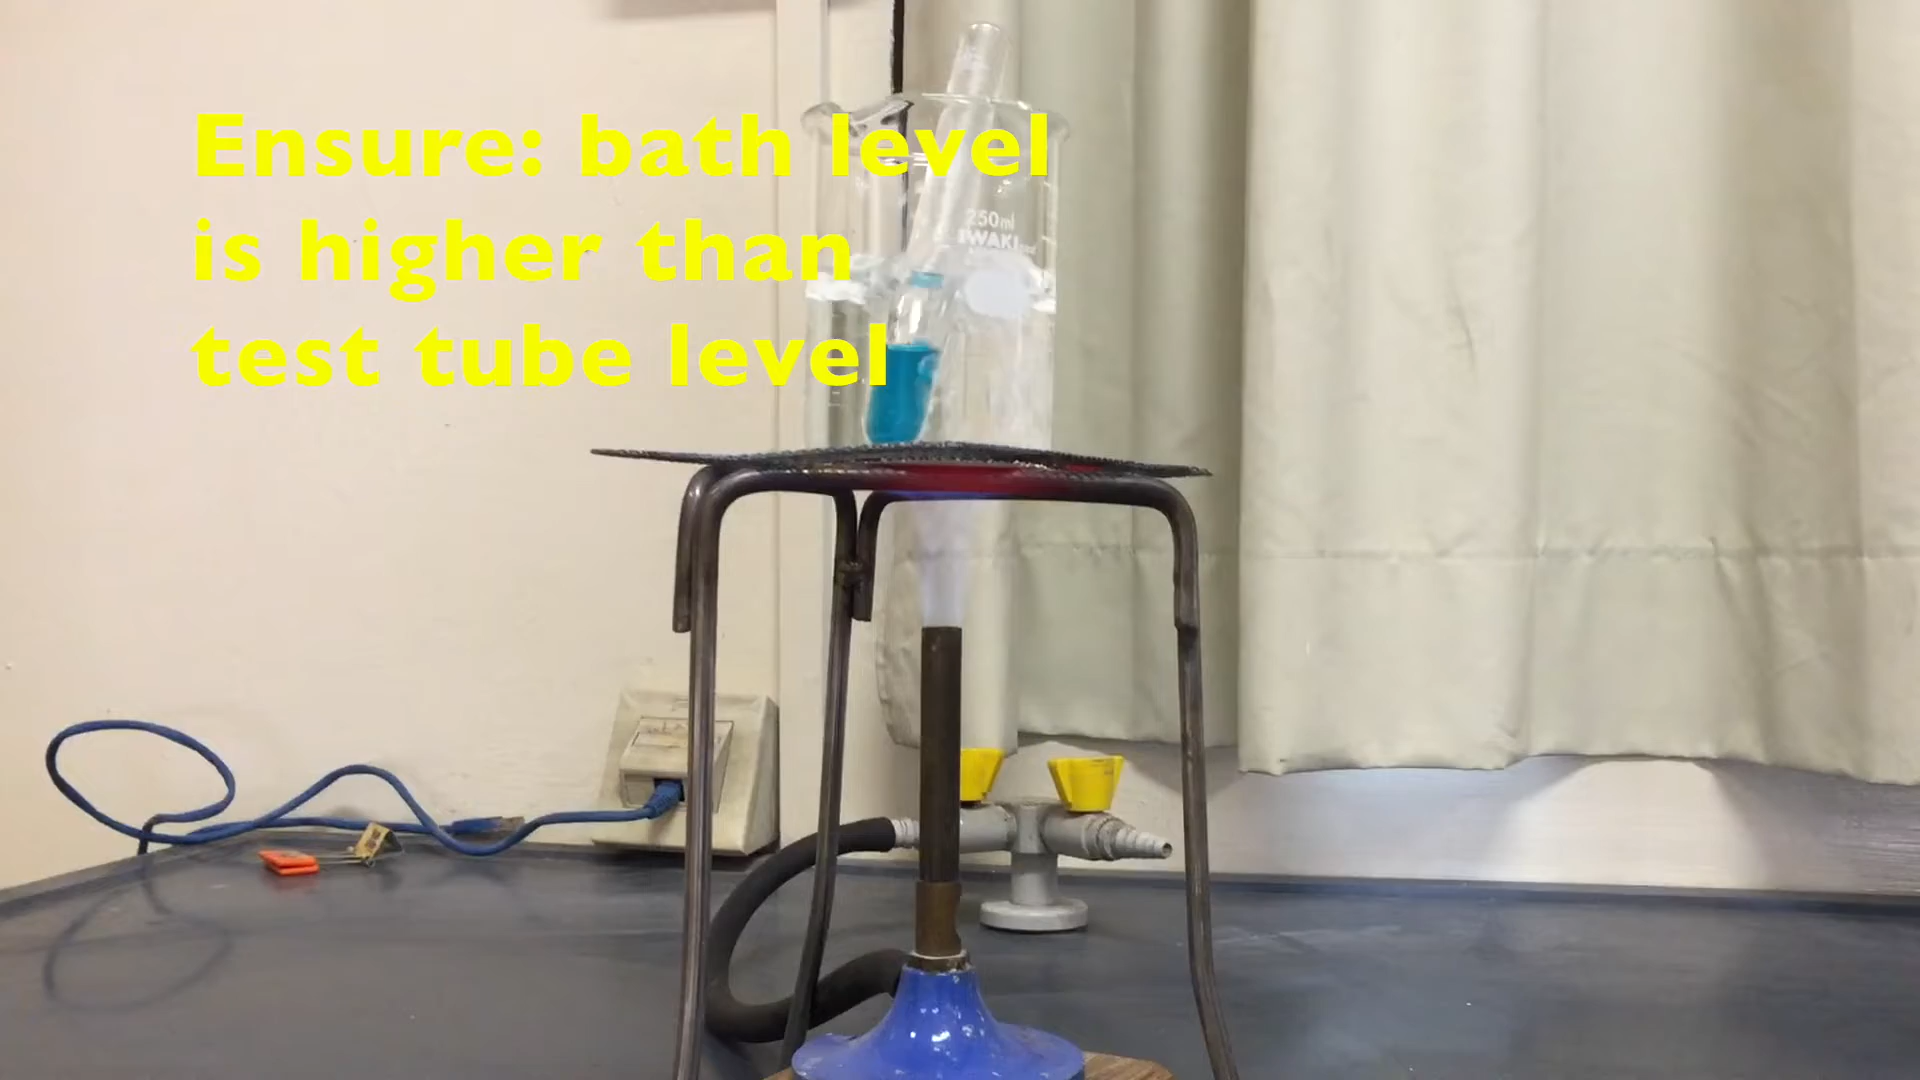 Ensure: bath level
is higher than
test tube level
250ml
IWAKI